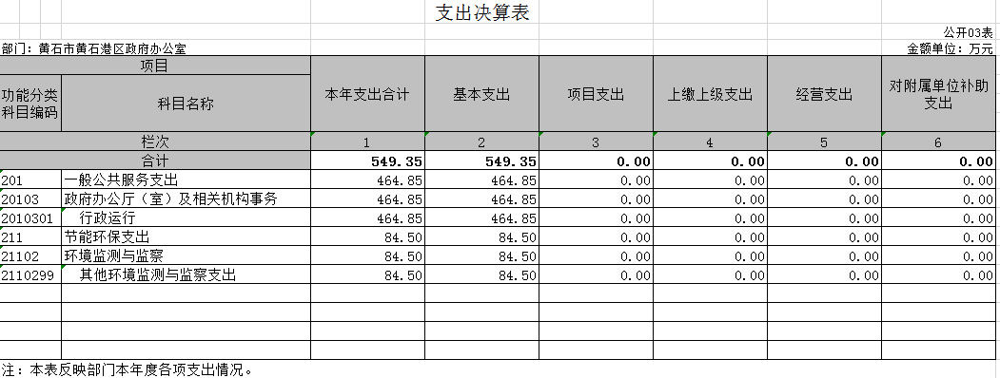 支出决算表
公开03表
部门：黄石市黄石港区政府办公室 金额单位：万元
项目 本年支出合计 基本支出 项目支出 上缴上级支出 经营支出 对附属单位补助
支出
功能分类
科目编码 科目名称
栏次 1 2 3 4 5 6
合计 549.35 549.35 0.00 0.00 0.00 0.00
201 一般公共服务支出 464.85 464.85 0.00 0.00 0.00 0.00
20103 政府办公厅（室）及相关机构事务 464.85 464.85 0.00 0.00 0.00 0.00
2010301 行政运行 464.85 464.85 0.00 0.00 0.00 0.00
211 节能环保支出 84.50 84.50 0.00 0.00 0.00 0.00
21102 环境监测与监察 84.50 84.50 0.00 0.00 0.00 0.00
2110299 其他环境监测与监察支出 84.50 84.50 0.00 0.00 0.00 0.00
注：本表反映部门本年度各项支出情况。